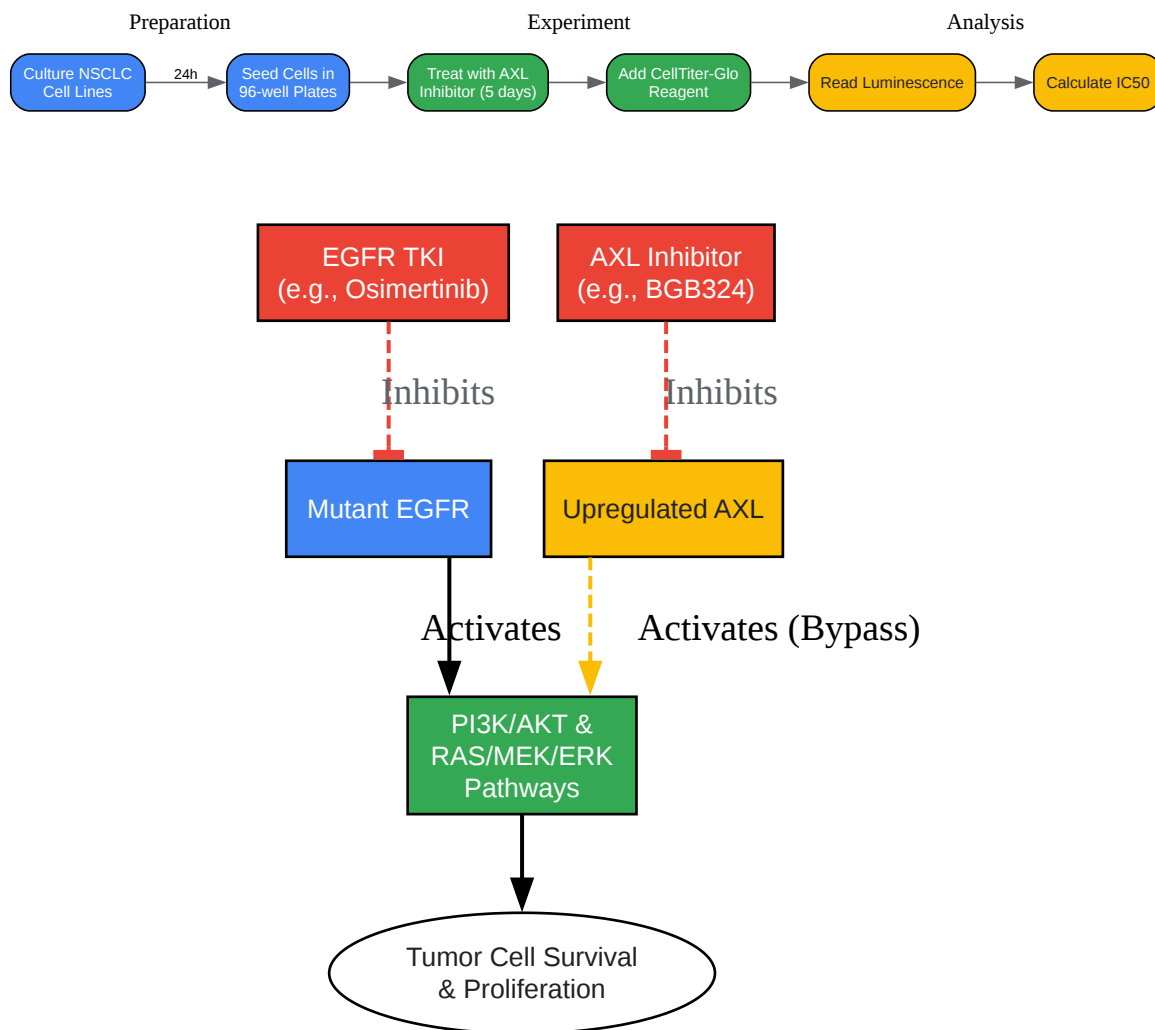 Preparation
Experiment
Analysis
Culture NSCLC
Cell Lines
24h
Seed Cells in
96-well Plates
Treat with AXL
Inhibitor (5 days)
Add CellTiter-Glo
Reagent
Read Luminescence
Calculate IC50
EGFR TKI
(e.g., Osimertinib)
AXL Inhibitor
(e.g., BGB324)
Inhibits
Inhibits
Mutant EGFR
Upregulated AXL
Activates
Activates (Bypass)
PI3K/AKT &
RAS/MEK/ERK
Pathways
Tumor Cell Survival
& Proliferation